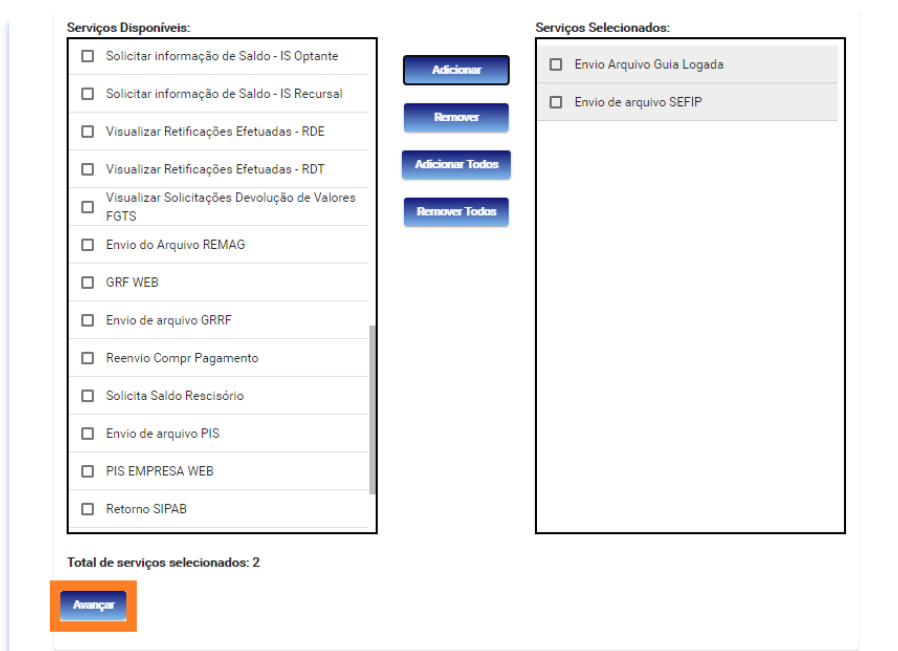 Serviços Disponíveis:
Solicitar informação de Saldo - IS Optante
Solicitar informação de Saldo - IS Recursal
Visualizar Retificações Efetuadas - RDE
Visualizar Retificações Efetuadas - RDT
Visualizar Solicitações Devolução de Valores
FGTS
Envio do Arquivo REMAG
GRF WEB
Envio de arquivo GRRF
Reenvio Compr Pagamento
Solicita Saldo Rescisório
Envio de arquivo PIS
PIS EMPRESA WEB
Retorno SIPAB
Adicionar
Remover
Adicionar Todos
Remover Todos
Serviços Selecionados:
Envio Arquivo Guia Logada
Envio de arquivo SEFIP
Total de serviços selecionados: 2
Avançar